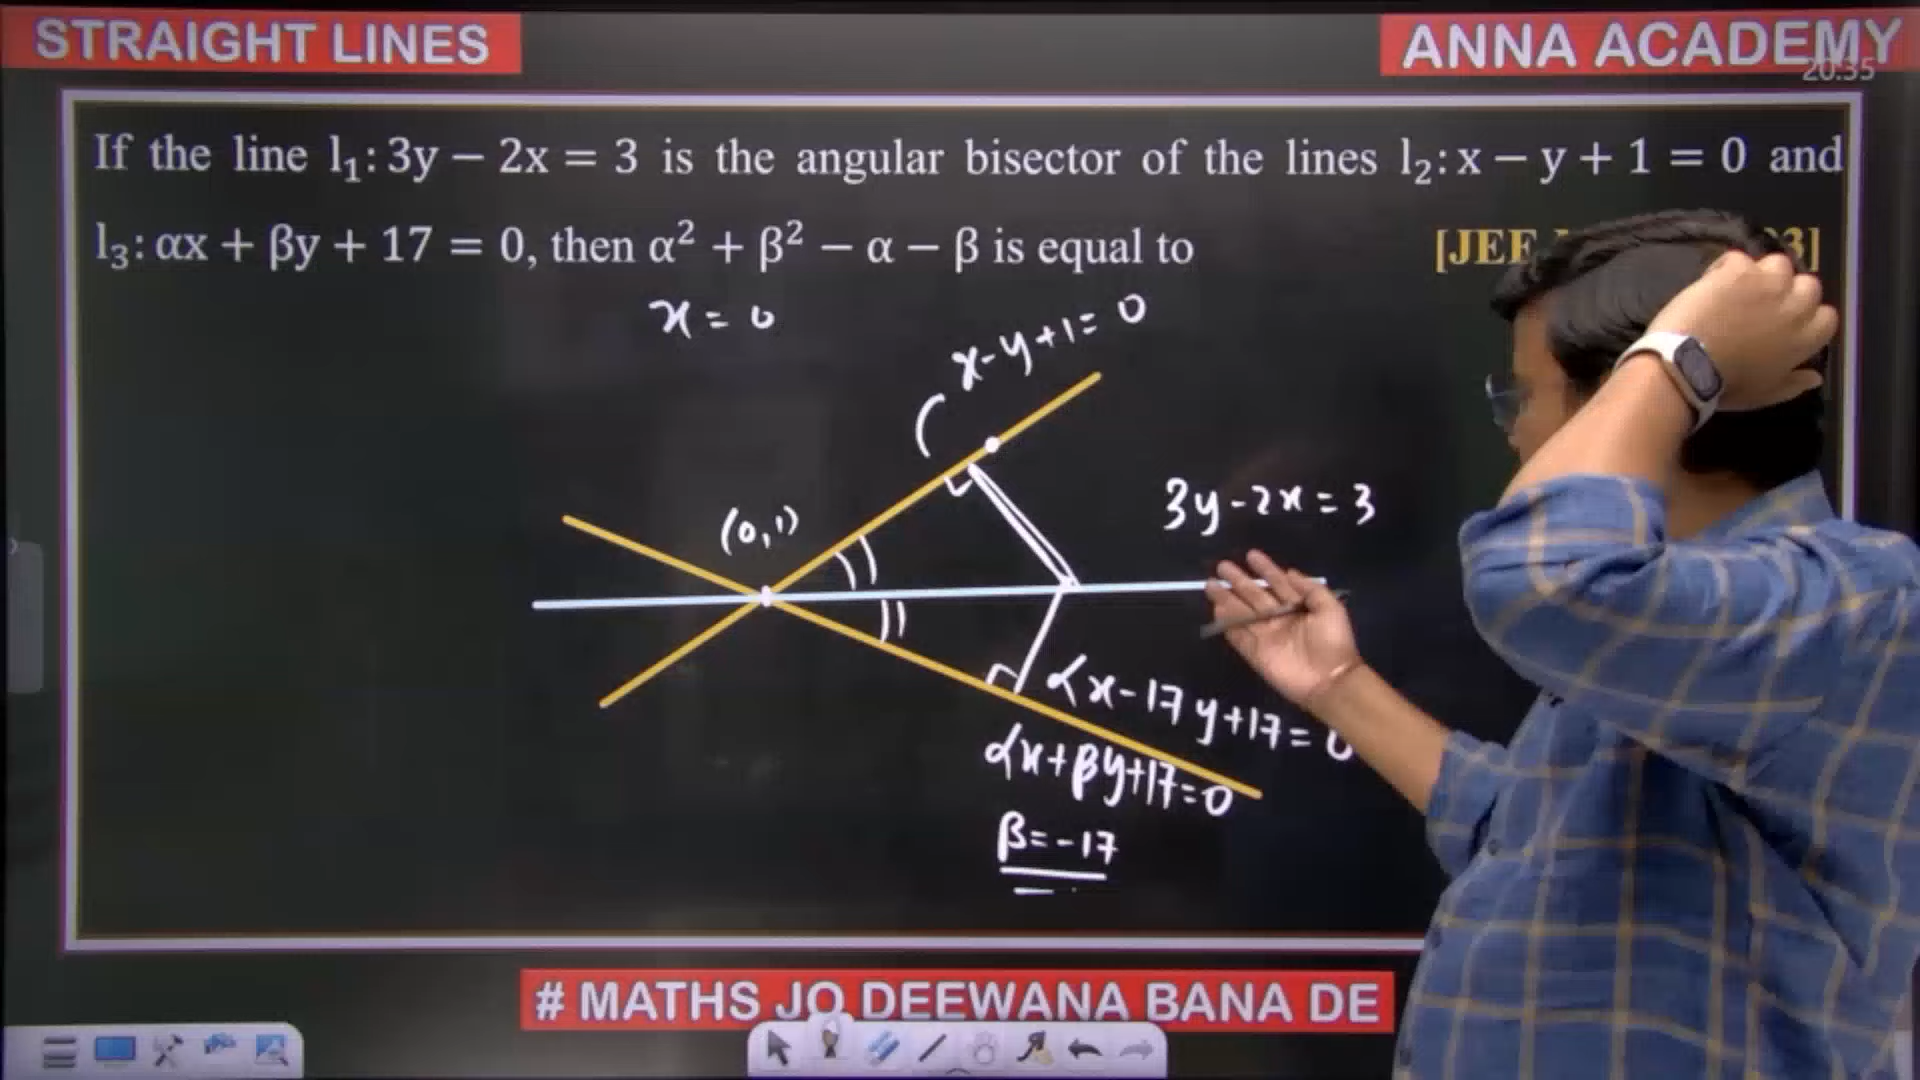 STRAIGHT LINES
ANNA ACADEMY
20:35
If the line l₁: 3y − 2x = 3 is the angular bisector of the lines l₂: x − y + 1 = 0 and
l₃: αx + βy + 17 = 0, then α² + β² − α − β is equal to
[JEE 3]
x = 0
x-y+1=0
(0,1)
3y-2x=3
αx-17y+17=0
αx+βy+17=0
β=-17
# MATHS JO DEEWANA BANA DE